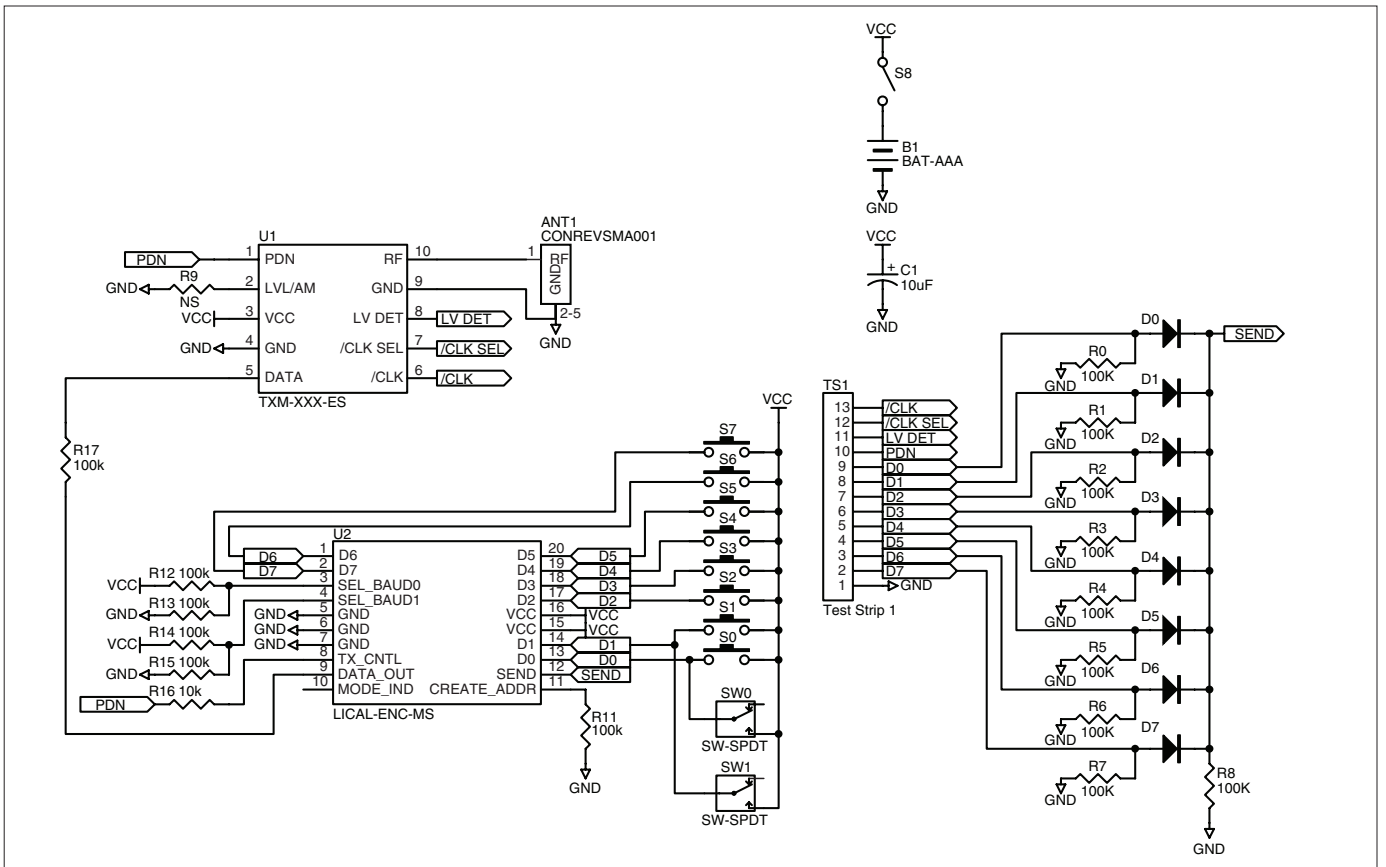 VCC
S8
B1
BAT-AAA
GND
VCC
+
C1
10uF
GND
U1
PDN
1 PDN
R9
NS
GND
2 LVL/AM
VCC
3 VCC
GND
4 GND
5 DATA
RF 10
GND 9
LV DET 8
LV DET
/CLK SEL 7
/CLK SEL
/CLK 6
/CLK
TXM-XXX-ES
ANT1
CONREVSMA001
1 RF
GND
2-5
GND
R17
100k
VCC
S7
S6
S5
S4
S3
S2
S1
S0
U2
D6
1 D6
D7
2 D7
VCC
R12 100k
3 SEL_BAUD0
GND
R13 100k
4 SEL_BAUD1
GND
5 GND
VCC
R14 100k
GND
6 GND
GND
7 GND
GND
R15 100k
8 TX_CNTL
9 DATA_OUT
PDN
R16 10k
10 MODE_IND
D5 20 D5
D4 19 D4
D3 18 D3
D2 17 D2
VCC 16 VCC
VCC 15 VCC
D1 14 D1
D0 13 D0
SEND 12 SEND
CREATE_ADDR 11
LICAL-ENC-MS
R11
100k
GND
SW0
SW-SPDT
SW1
SW-SPDT
TS1
13 /CLK
12 /CLK SEL
11 LV DET
10 PDN
9 D0
8 D1
7 D2
6 D3
5 D4
4 D5
3 D6
2 D7
1 GND
Test Strip 1
D0
SEND
R0
100K
GND
D1
R1
100K
GND
D2
R2
100K
GND
D3
R3
100K
GND
D4
R4
100K
GND
D5
R5
100K
GND
D6
R6
100K
GND
D7
R7
100K
GND
R8
100K
GND